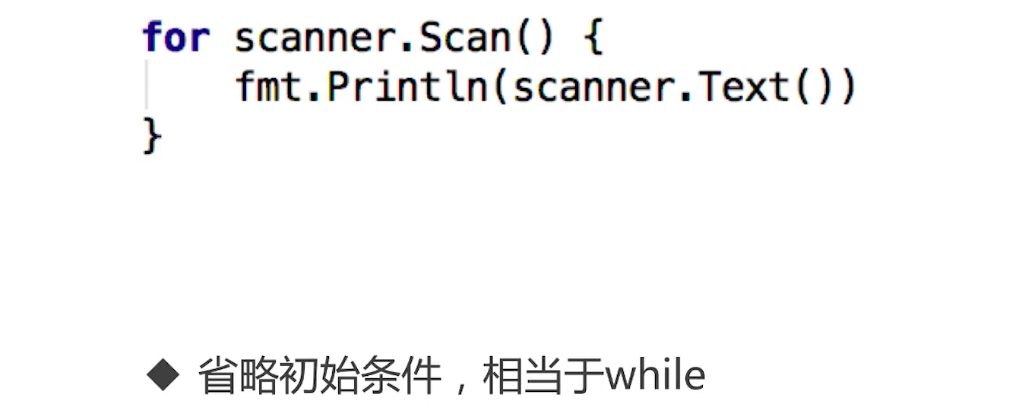 for scanner.Scan() {
    fmt.Println(scanner.Text())
}
◆ 省略初始条件，相当于while